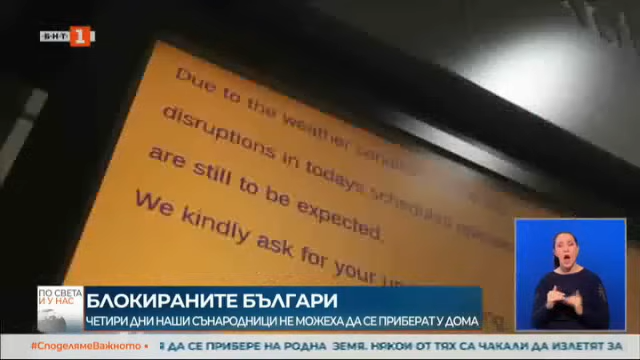 БНТ 1
Due to the weather
disruptions in todays scheduled
are still to be expected.
We kindly ask for your
ПО СВЕТА
И У НАС
БЛОКИРАНИТЕ БЪЛГАРИ
ЧЕТИРИ ДНИ НАШИ СЪНАРОДНИЦИ НЕ МОЖЕХА ДА СЕ ПРИБЕРАТ У ДОМА
#СподелямеВажното Я ДА СЕ ПРИБЕРЕ НА РОДНА ЗЕМЯ. НЯКОИ ОТ ТЯХ СА ЧАКАЛИ ДА ИЗЛЕТЯТ ЗА